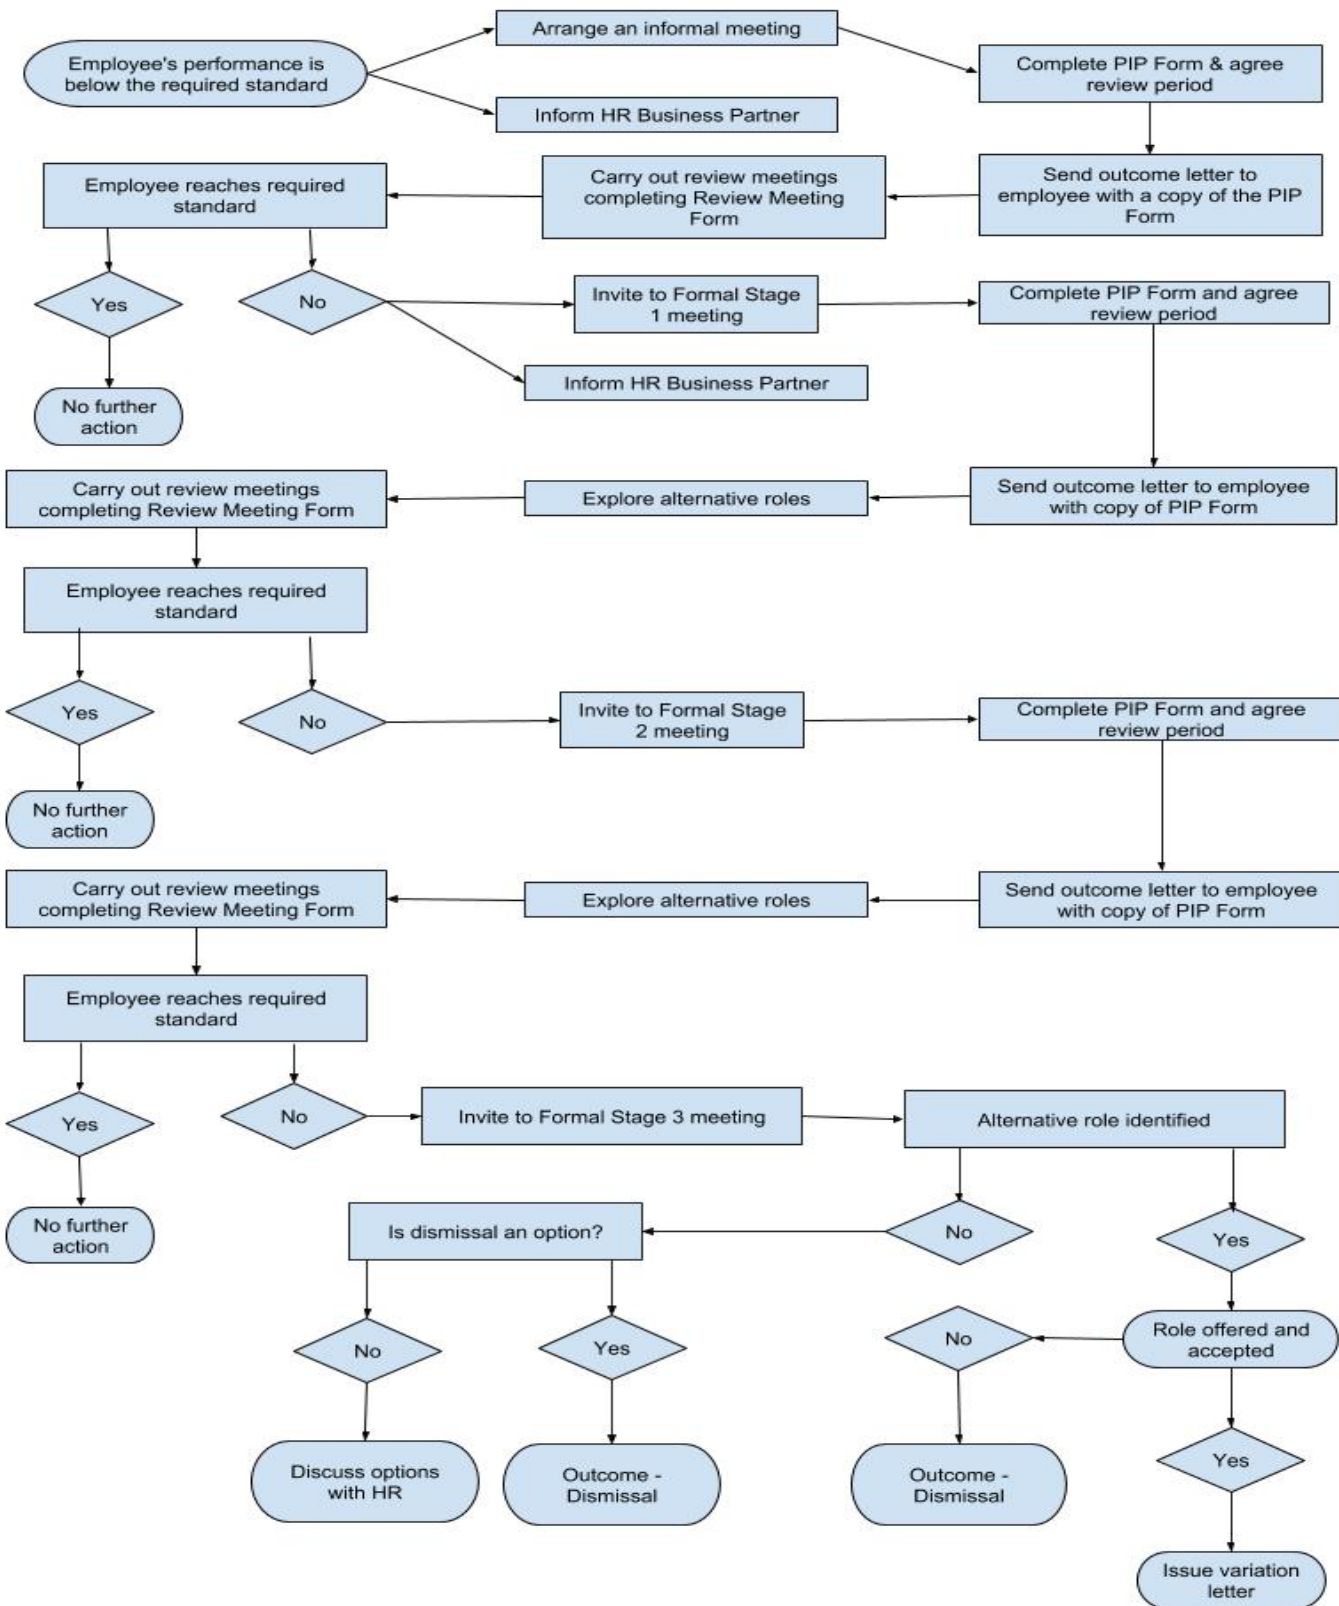 Arrange an informal meeting
Employee's performance is
below the required standard
Complete PIP Form & agree
review period
Inform HR Business Partner
Send outcome letter to
employee with a copy of the PIP
Form
Carry out review meetings
completing Review Meeting
Form
Employee reaches required
standard
Yes
No
Invite to Formal Stage
1 meeting
Complete PIP Form and agree
review period
Inform HR Business Partner
No further
action
Send outcome letter to employee
with copy of PIP Form
Explore alternative roles
Carry out review meetings
completing Review Meeting Form
Employee reaches required
standard
Yes
No
Invite to Formal Stage
2 meeting
Complete PIP Form and agree
review period
No further
action
Send outcome letter to employee
with copy of PIP Form
Explore alternative roles
Carry out review meetings
completing Review Meeting Form
Employee reaches required
standard
Yes
No
Invite to Formal Stage 3 meeting
Alternative role identified
No further
action
Is dismissal an option?
No
Yes
No
Yes
No
Role offered and
accepted
Discuss options
with HR
Outcome -
Dismissal
Outcome -
Dismissal
Yes
Issue variation
letter